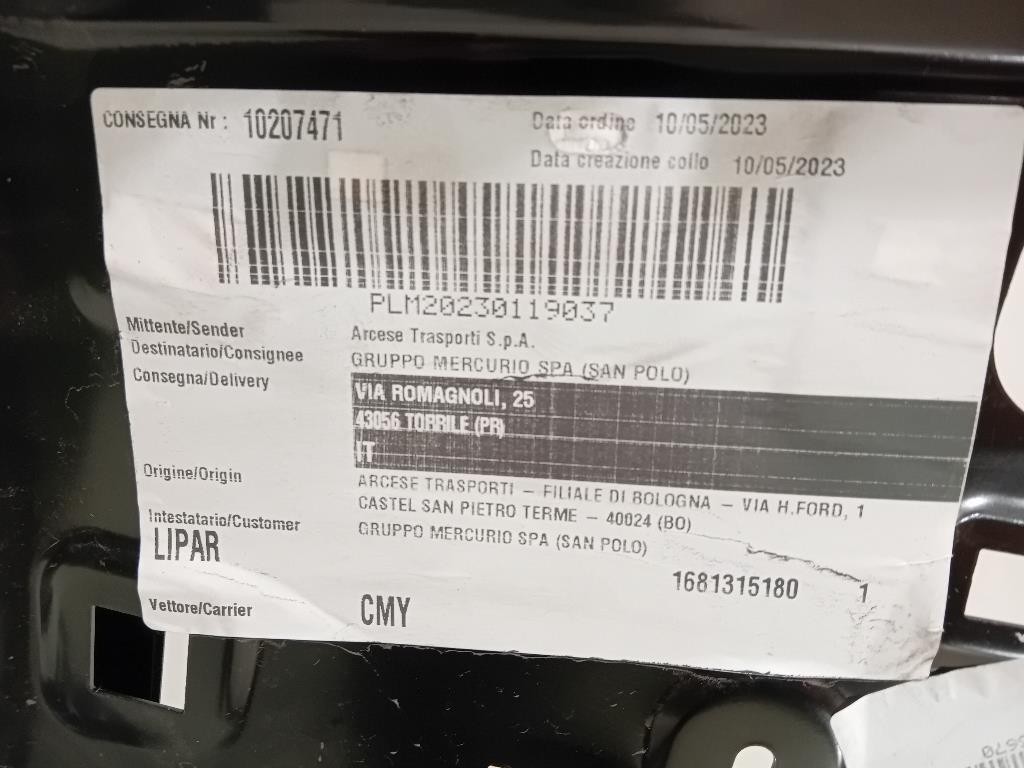 CONSEGNA Nr : 10207471
Data ordine 10/05/2023
Data creazione collo 10/05/2023
PLM20230119037
Mittente/Sender Arcese Trasporti S.p.A.
Destinatario/Consignee GRUPPO MERCURIO SPA (SAN POLO)
Consegna/Delivery VIA ROMAGNOLI, 25
43056 TORRILE (PR)
IT
Origine/Origin ARCESE TRASPORTI – FILIALE DI BOLOGNA – VIA H.FORD, 1
CASTEL SAN PIETRO TERME – 40024 (BO)
Intestatario/Customer GRUPPO MERCURIO SPA (SAN POLO)
LIPAR
1681315180 1
Vettore/Carrier CMY